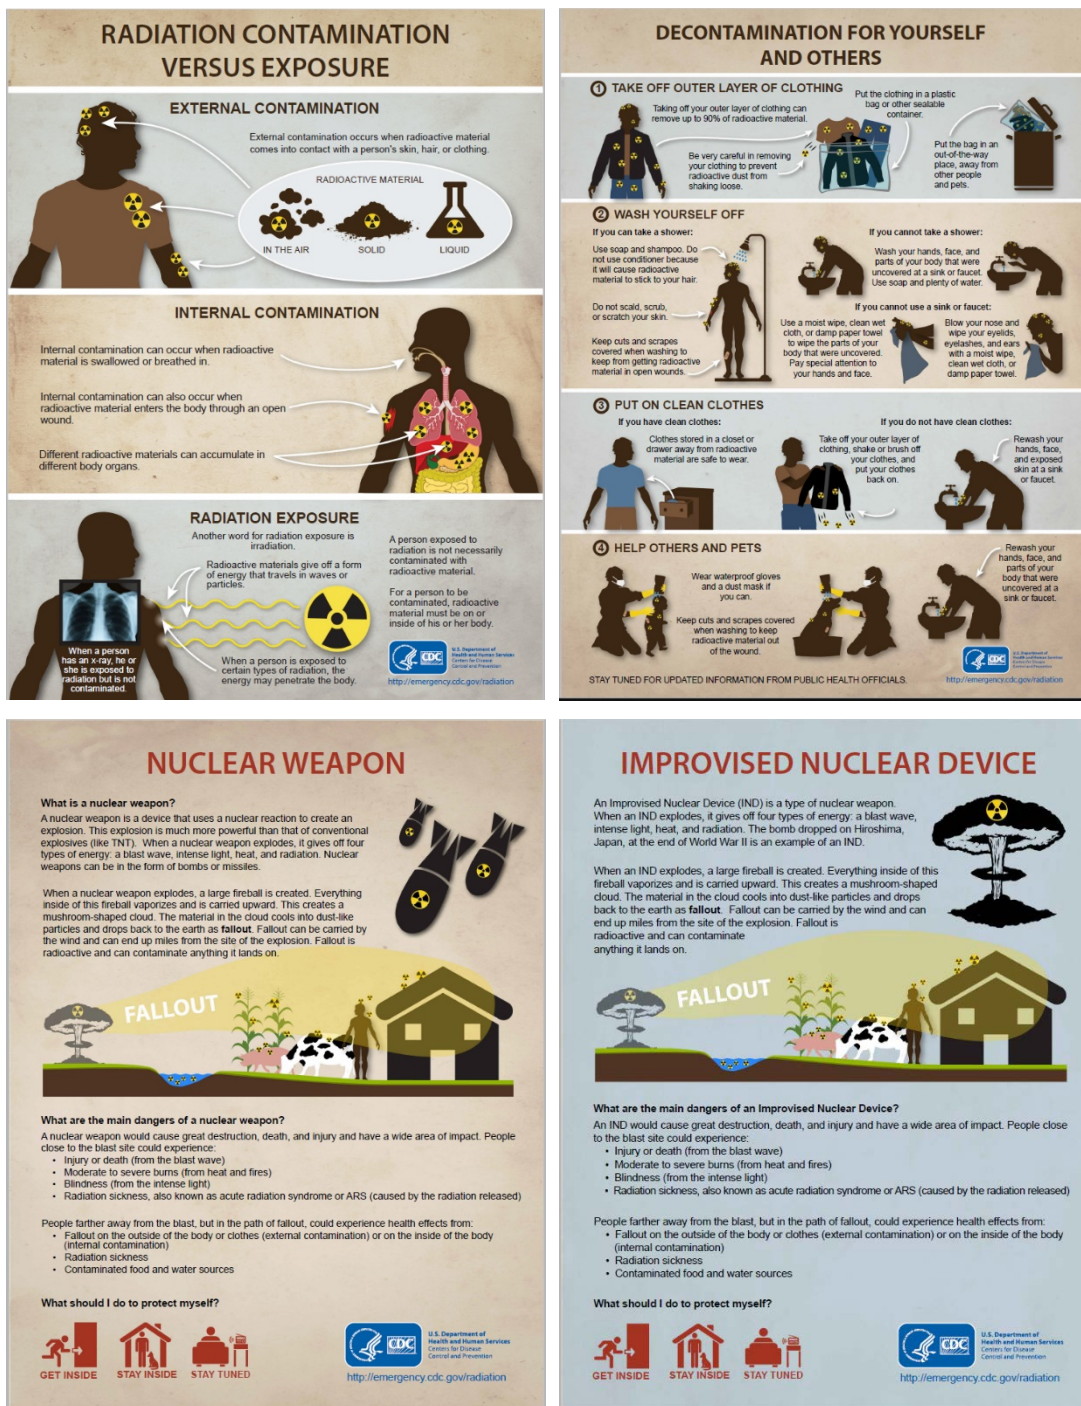 RADIATION CONTAMINATION
VERSUS EXPOSURE
EXTERNAL CONTAMINATION
External contamination occurs when radioactive material
comes into contact with a person's skin, hair, or clothing.
RADIOACTIVE MATERIAL
IN THE AIR
SOLID
LIQUID
INTERNAL CONTAMINATION
Internal contamination can occur when radioactive
material is swallowed or breathed in.
Internal contamination can also occur when
radioactive material enters the body through an open
wound.
Different radioactive materials can accumulate in
different body organs.
RADIATION EXPOSURE
Another word for radiation exposure is
irradiation.
Radioactive materials give off a form
of energy that travels in waves or
particles.
When a person
has an x-ray, he or
she is exposed to
radiation but is not
contaminated.
When a person is exposed to
certain types of radiation, the
energy may penetrate the body.
A person exposed to
radiation is not necessarily
contaminated with
radioactive material.
For a person to be
contaminated, radioactive
material must be on or
inside of his or her body.
CDC
U.S. Department of
Health and Human Services
Centers for Disease
Control and Prevention
http://emergency.cdc.gov/radiation
DECONTAMINATION FOR YOURSELF
AND OTHERS
1 TAKE OFF OUTER LAYER OF CLOTHING
Taking off your outer layer of clothing can
remove up to 90% of radioactive material.
Be very careful in removing
your clothing to prevent
radioactive dust from
shaking loose.
Put the clothing in a plastic
bag or other sealable
container.
Put the bag in an
out-of-the-way
place, away from
other people
and pets.
2 WASH YOURSELF OFF
If you can take a shower:
Use soap and shampoo. Do
not use conditioner because
it will cause radioactive
material to stick to your hair.
Do not scald, scrub,
or scratch your skin.
Keep cuts and scrapes
covered when washing to
keep from getting radioactive
material in open wounds.
If you cannot take a shower:
Wash your hands, face, and
parts of your body that were
uncovered at a sink or faucet.
Use soap and plenty of water.
If you cannot use a sink or faucet:
Use a moist wipe, clean wet
cloth, or damp paper towel
to wipe the parts of your
body that were uncovered.
Pay special attention to
your hands and face.
Blow your nose and
wipe your eyelids,
eyelashes, and ears
with a moist wipe,
clean wet cloth, or
damp paper towel.
3 PUT ON CLEAN CLOTHES
If you have clean clothes:
Clothes stored in a closet or
drawer away from radioactive
material are safe to wear.
If you do not have clean clothes:
Take off your outer layer of
clothing, shake or brush off
your clothes, and
put your clothes
back on.
Rewash your
hands, face,
and exposed
skin at a sink
or faucet.
4 HELP OTHERS AND PETS
Wear waterproof gloves
and a dust mask if
you can.
Keep cuts and scrapes covered
when washing to keep
radioactive material out
of the wound.
Rewash your
hands, face, and
parts of your
body that were
uncovered at a
sink or faucet.
STAY TUNED FOR UPDATED INFORMATION FROM PUBLIC HEALTH OFFICIALS.
CDC
U.S. Department of
Health and Human Services
Centers for Disease
Control and Prevention
http://emergency.cdc.gov/radiation
NUCLEAR WEAPON
What is a nuclear weapon?
A nuclear weapon is a device that uses a nuclear reaction to create an
explosion. This explosion is much more powerful than that of conventional
explosives (like TNT). When a nuclear weapon explodes, it gives off four
types of energy: a blast wave, intense light, heat, and radiation. Nuclear
weapons can be in the form of bombs or missiles.
When a nuclear weapon explodes, a large fireball is created. Everything
inside of this fireball vaporizes and is carried upward. This creates a
mushroom-shaped cloud. The material in the cloud cools into dust-like
particles and drops back to the earth as fallout. Fallout can be carried by
the wind and can end up miles from the site of the explosion. Fallout is
radioactive and can contaminate anything it lands on.
FALLOUT
What are the main dangers of a nuclear weapon?
A nuclear weapon would cause great destruction, death, and injury and have a wide area of impact. People
close to the blast site could experience:
• Injury or death (from the blast wave)
• Moderate to severe burns (from heat and fires)
• Blindness (from the intense light)
• Radiation sickness, also known as acute radiation syndrome or ARS (caused by the radiation released)
People farther away from the blast, but in the path of fallout, could experience health effects from:
• Fallout on the outside of the body or clothes (external contamination) or on the inside of the body
(internal contamination)
• Radiation sickness
• Contaminated food and water sources
What should I do to protect myself?
GET INSIDE
STAY INSIDE
STAY TUNED
CDC
U.S. Department of
Health and Human Services
Centers for Disease
Control and Prevention
http://emergency.cdc.gov/radiation
IMPROVISED NUCLEAR DEVICE
An Improvised Nuclear Device (IND) is a type of nuclear weapon.
When an IND explodes, it gives off four types of energy: a blast wave,
intense light, heat, and radiation. The bomb dropped on Hiroshima,
Japan, at the end of World War II is an example of an IND.
When an IND explodes, a large fireball is created. Everything inside of this
fireball vaporizes and is carried upward. This creates a mushroom-shaped
cloud. The material in the cloud cools into dust-like particles and drops
back to the earth as fallout. Fallout can be carried by the wind and can
end up miles from the site of the explosion. Fallout is
radioactive and can contaminate
anything it lands on.
FALLOUT
What are the main dangers of an Improvised Nuclear Device?
An IND would cause great destruction, death, and injury and have a wide area of impact. People close
to the blast site could experience:
• Injury or death (from the blast wave)
• Moderate to severe burns (from heat and fires)
• Blindness (from the intense light)
• Radiation sickness, also known as acute radiation syndrome or ARS (caused by the radiation released)
People farther away from the blast, but in the path of fallout, could experience health effects from:
• Fallout on the outside of the body or clothes (external contamination) or on the inside of the body
(internal contamination)
• Radiation sickness
• Contaminated food and water sources
What should I do to protect myself?
GET INSIDE
STAY INSIDE
STAY TUNED
CDC
U.S. Department of
Health and Human Services
Centers for Disease
Control and Prevention
http://emergency.cdc.gov/radiation